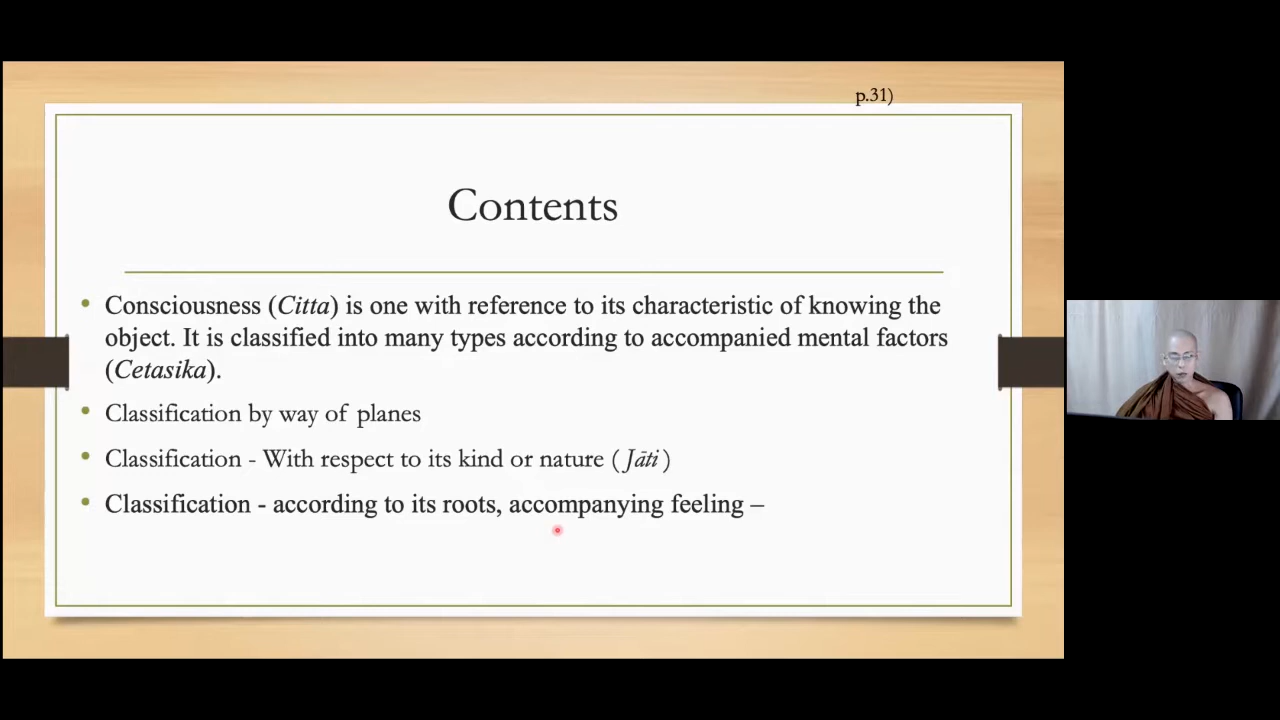 p.31)
Contents
• Consciousness (Citta) is one with reference to its characteristic of knowing the
object. It is classified into many types according to accompanied mental factors
(Cetasika).
• Classification by way of planes
• Classification - With respect to its kind or nature ( Jāti )
• Classification - according to its roots, accompanying feeling –